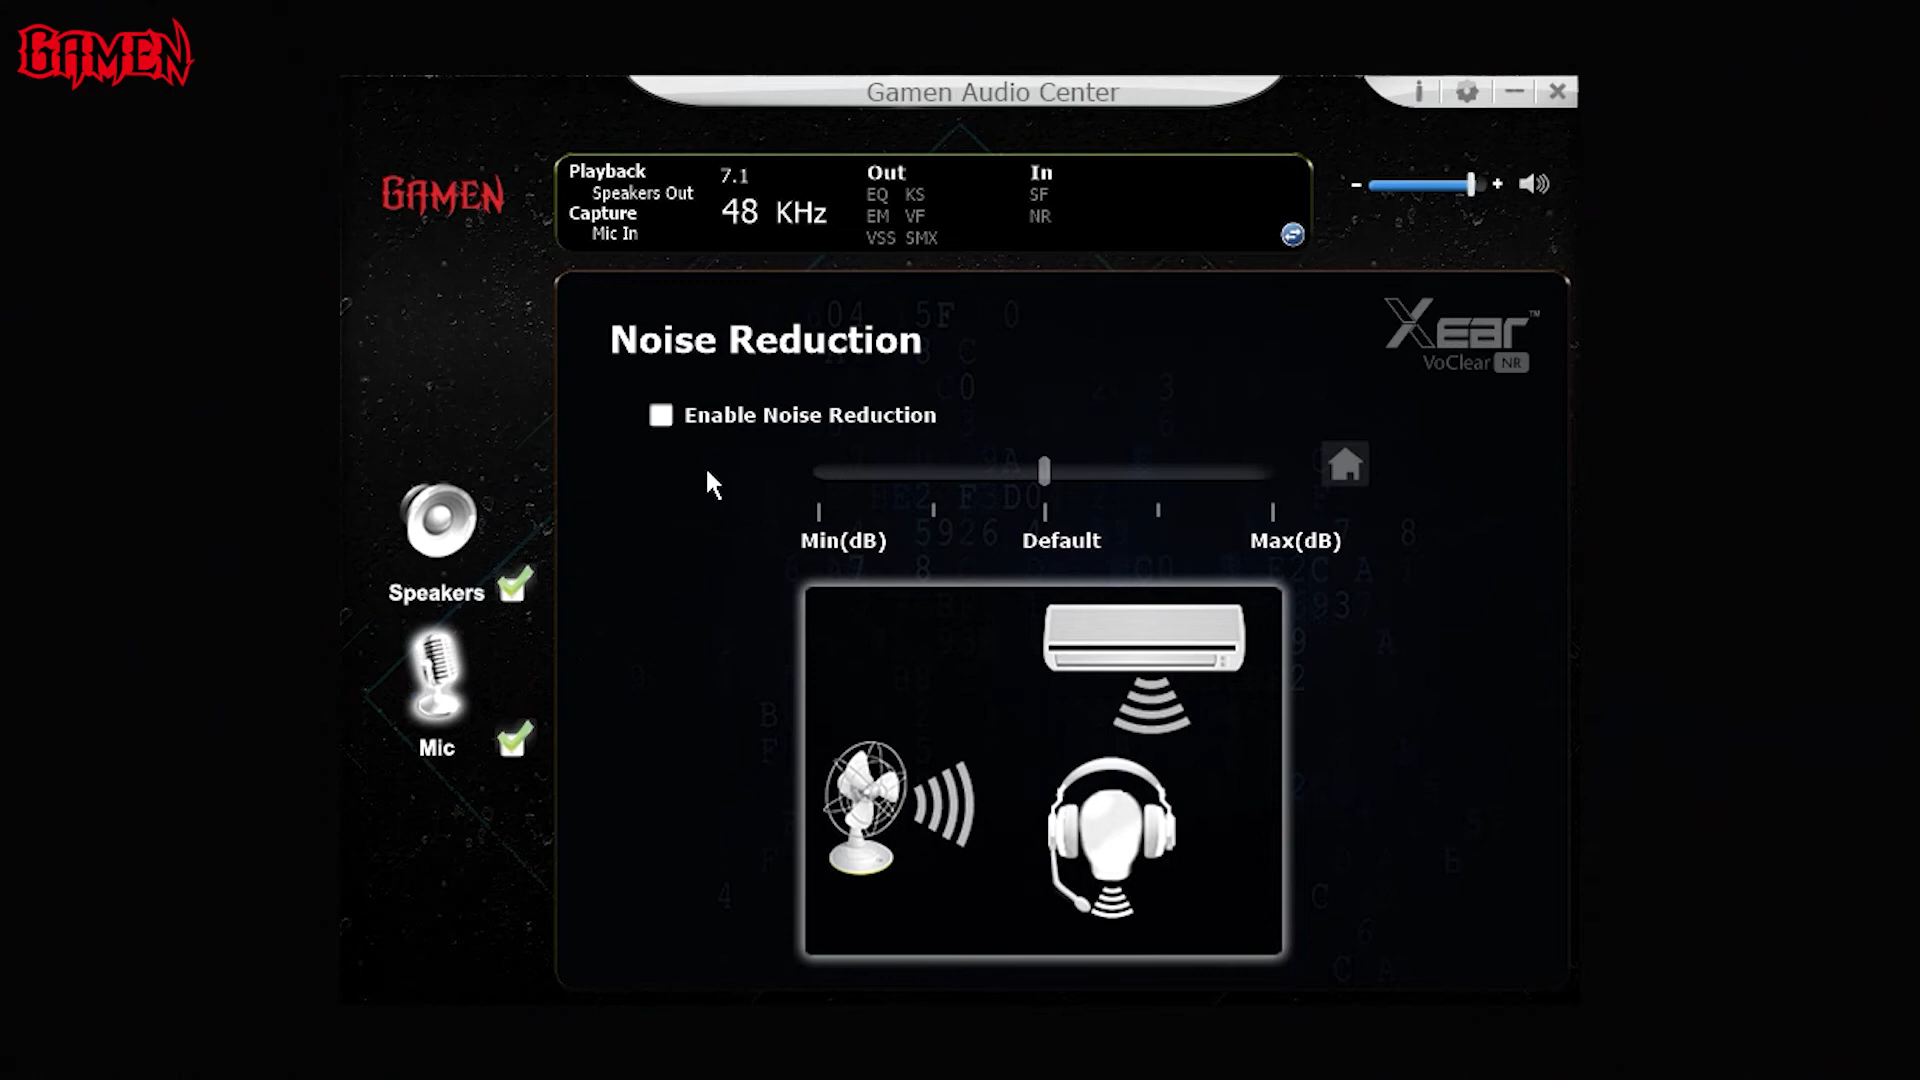 GAMEN
Gamen Audio Center
GAMEN
Playback
Speakers Out
Capture
Mic In
7.1
48 KHz
Out
EQ KS
EM VF
VSS SMX
In
SF
NR
Noise Reduction
Xear™
VoClear NR
Enable Noise Reduction
Min(dB)
Default
Max(dB)
Speakers
Mic